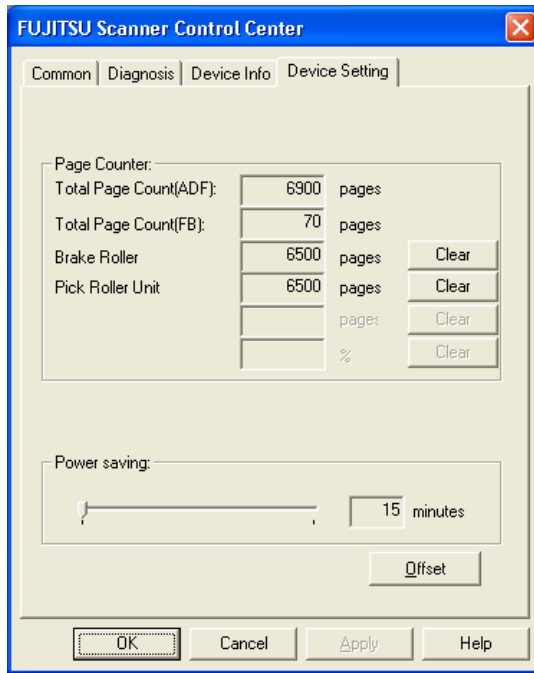 FUJITSU Scanner Control Center
Common Diagnosis Device Info Device Setting
Page Counter:
Total Page Count(ADF): 6900 pages
Total Page Count(FB): 70 pages
Brake Roller 6500 pages Clear
Pick Roller Unit 6500 pages Clear
pages Clear
% Clear
Power saving:
15 minutes
Offset
OK Cancel Apply Help